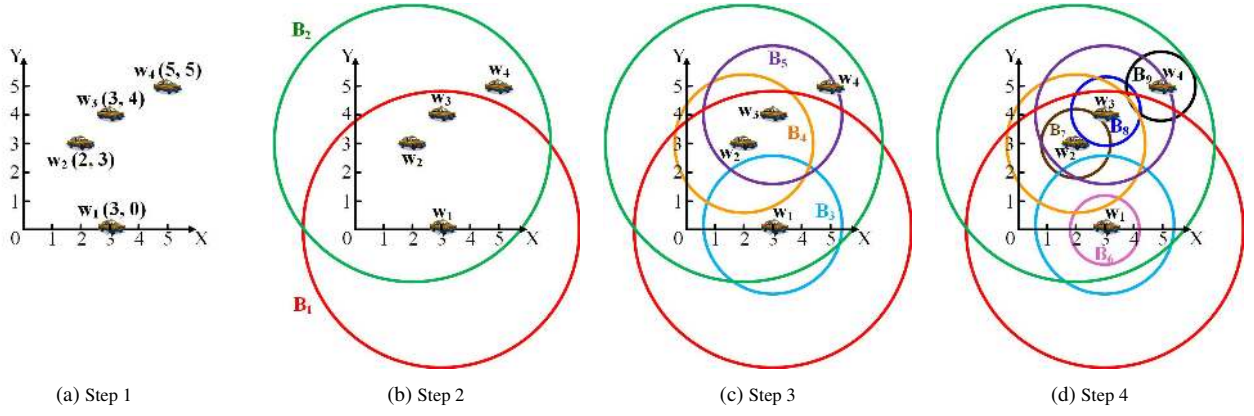 Y
5
4
3
2
1
0
1 2 3 4 5
X
w4 (5, 5)
w3 (3, 4)
w2 (2, 3)
w1 (3, 0)
(a) Step 1
B2
B1
Y
5
4
3
2
1
0
1 2 3 4 5
X
w4
w3
w2
w1
(b) Step 2
Y
5
4
3
2
1
0
1 2 3 4 5
X
B5
w4
w3
B4
w2
B3
w1
(c) Step 3
Y
5
4
3
2
1
0
1 2 3 4 5
X
B9
w4
w3
B7
B8
w2
w1
B6
(d) Step 4